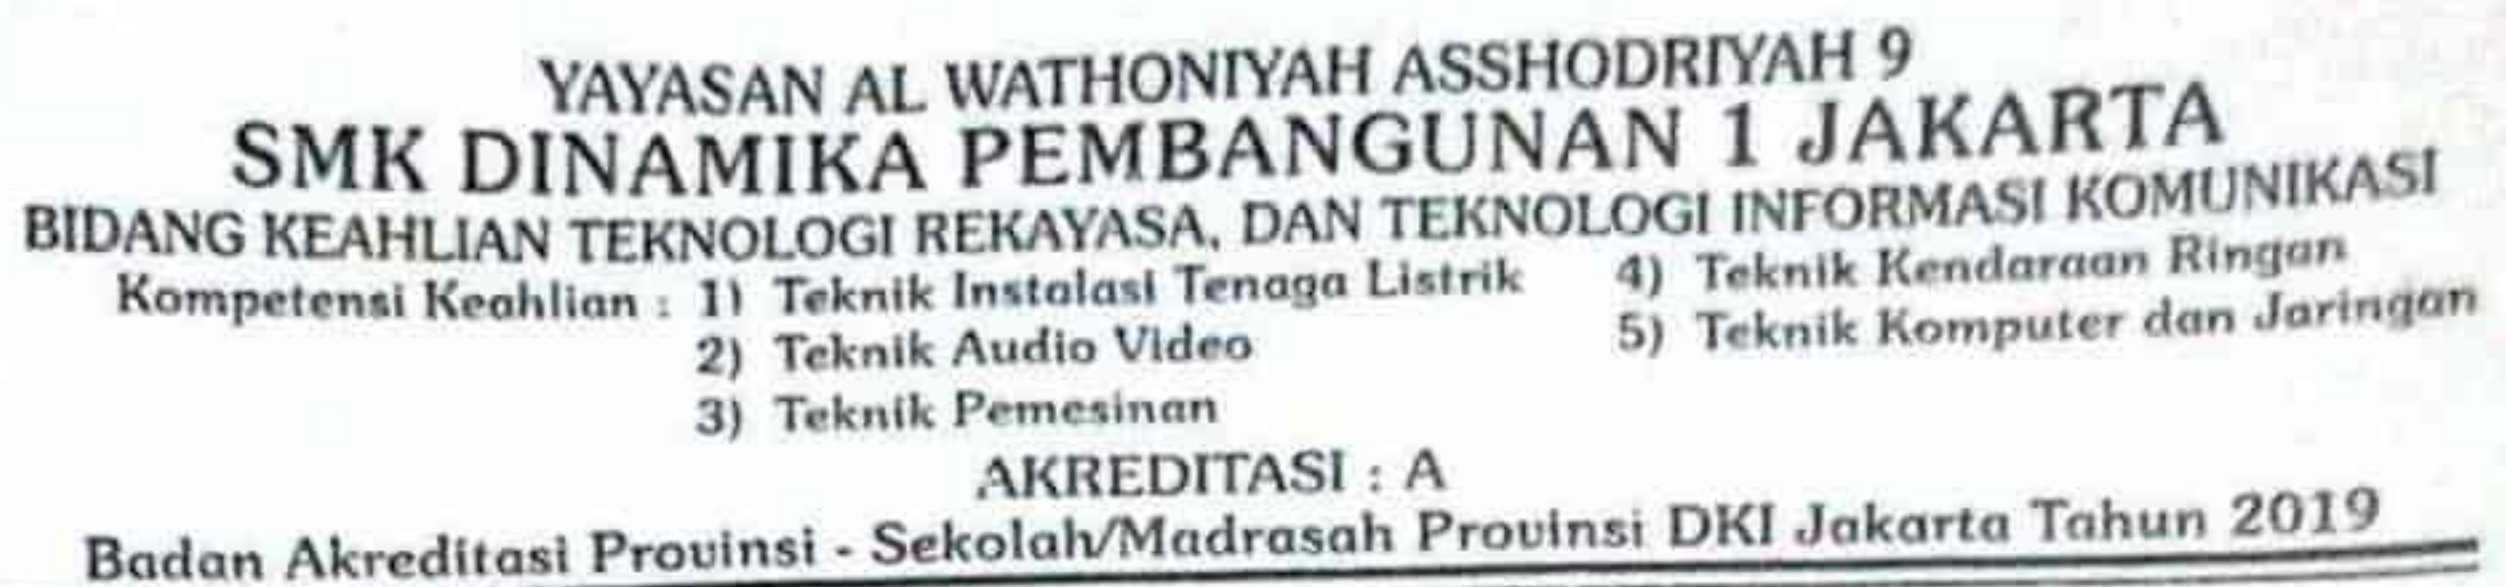 YAYASAN AL WATHONIYAH ASSHODRIYAH 9
SMK DINAMIKA PEMBANGUNAN 1 JAKARTA
BIDANG KEAHLIAN TEKNOLOGI REKAYASA, DAN TEKNOLOGI INFORMASI KOMUNIKASI
Kompetensi Keahlian : 1) Teknik Instalasi Tenaga Listrik 4) Teknik Kendaraan Ringan
2) Teknik Audio Video 5) Teknik Komputer dan Jaringan
3) Teknik Pemesinan
AKREDITASI : A
Badan Akreditasi Provinsi - Sekolah/Madrasah Provinsi DKI Jakarta Tahun 2019